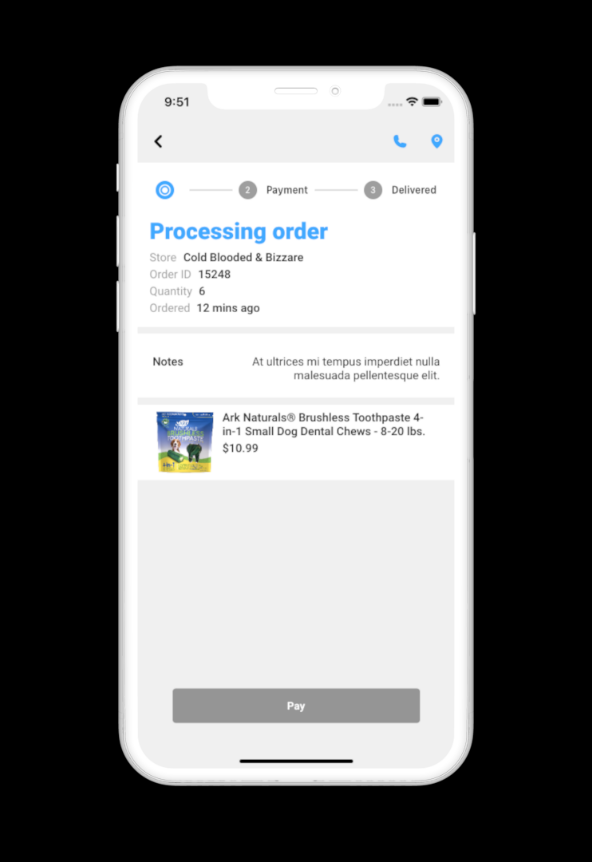 9:51
2 Payment 3 Delivered
Processing order
Store Cold Blooded & Bizzare
Order ID 15248
Quantity 6
Ordered 12 mins ago
Notes At ultrices mi tempus imperdiet nulla
malesuada pellentesque elit.
Ark Naturals® Brushless Toothpaste 4-
in-1 Small Dog Dental Chews - 8-20 lbs.
$10.99
BRUSHLESS
TOOTHPASTE
Pay